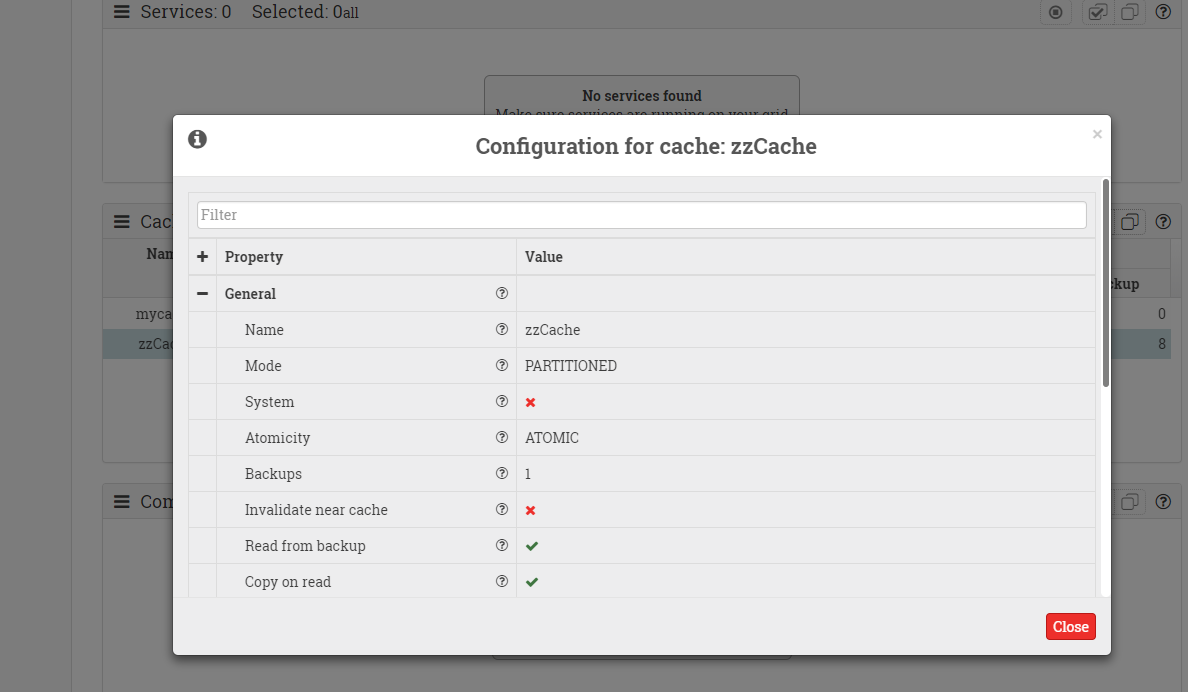 Services: 0 Selected: 0all
No services found
Make sure services are running on your grid
Configuration for cache: zzCache
×
Filter
Property Value
General
Name zzCache
Mode PARTITIONED
System
Atomicity ATOMIC
Backups 1
Invalidate near cache
Read from backup
Copy on read
Close
Cac
Nam
ckup
myca 0
zzCac 8
Com